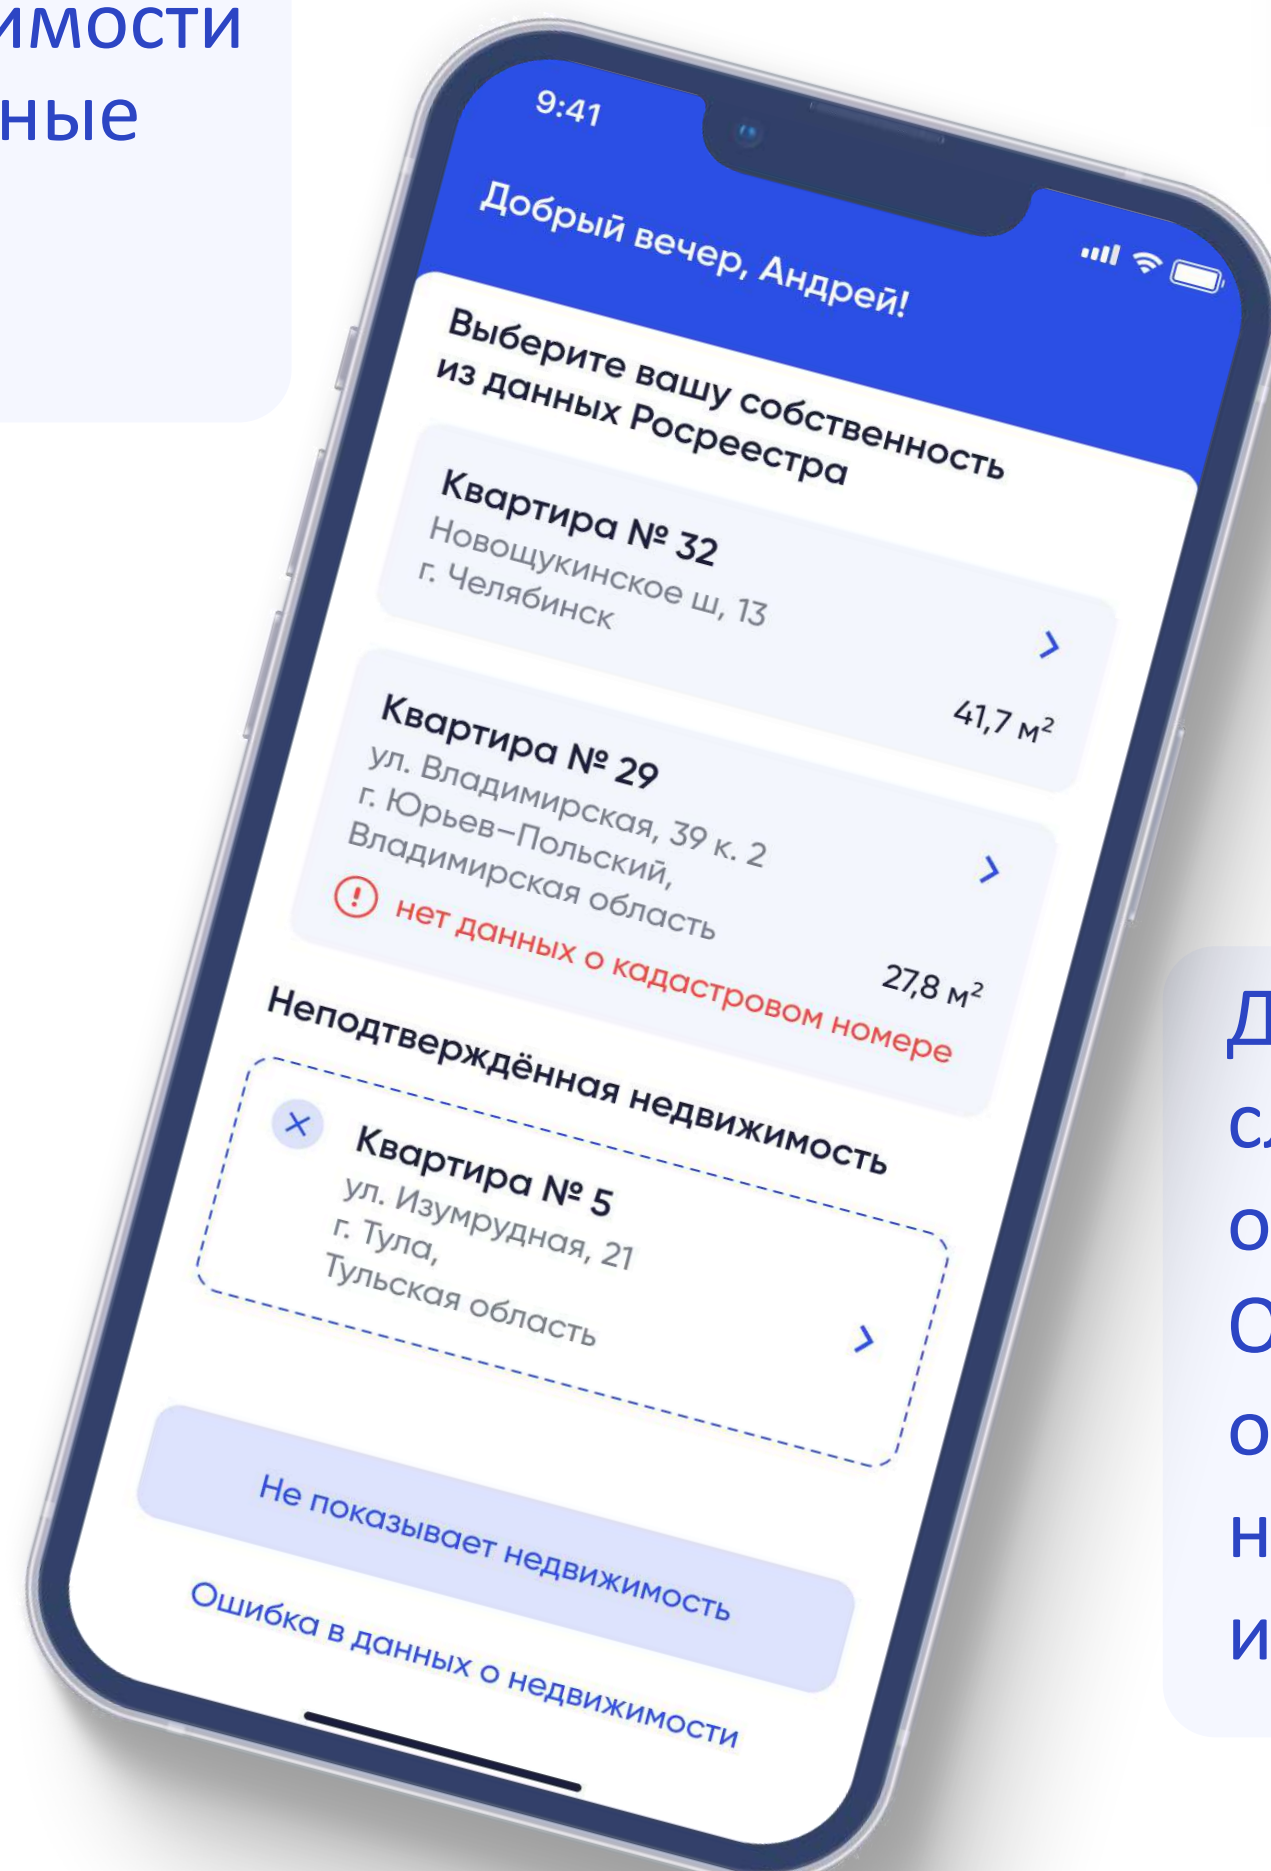 имости
ные
9:41
Добрый вечер, Андрей!
Выберите вашу собственность
из данных Росреестра
Квартира № 32
Новощукинское ш, 13
г. Челябинск
41,7 м²
Квартира № 29
ул. Владимирская, 39 к. 2
г. Юрьев–Польский,
Владимирская область
27,8 м²
нет данных о кадастровом номере
Неподтверждённая недвижимость
Квартира № 5
ул. Изумрудная, 21
г. Тула,
Тульская область
Не показывает недвижимость
Ошибка в данных о недвижимости